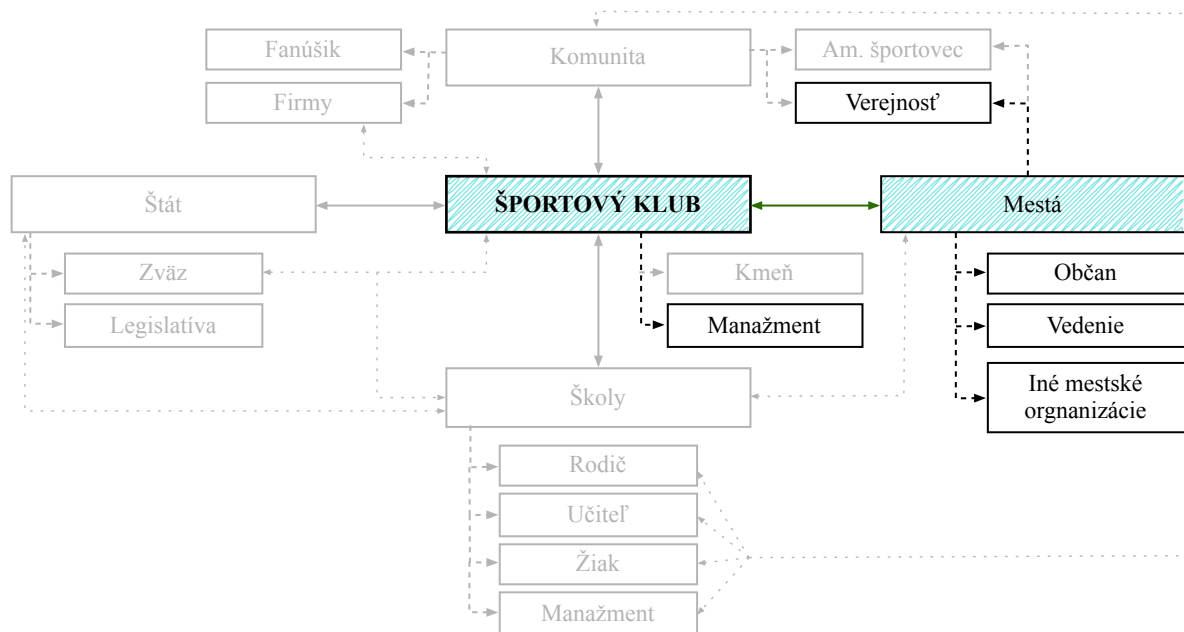 Fanúšik
Komunita
Am. športovec
Firmy
Verejnosť
Štát
ŠPORTOVÝ KLUB
Mestá
Zväz
Kmeň
Občan
Legislatíva
Manažment
Vedenie
Školy
Iné mestské
orgnanizácie
Rodič
Učiteľ
Žiak
Manažment